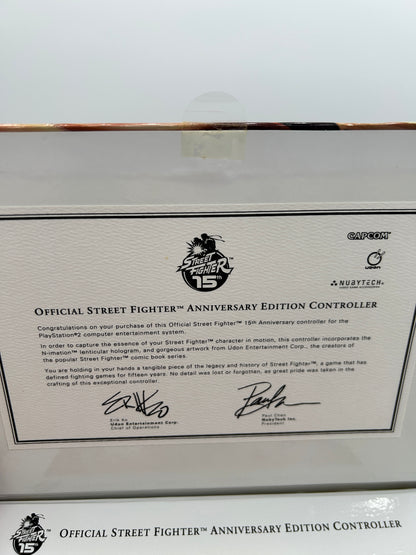 CAPCOM
UDON
STREET
FIGHTER™
15th
NUBYTECH
OFFICIAL STREET FIGHTER™ ANNIVERSARY EDITION CONTROLLER
Congratulations on your purchase of this Official Street Fighter™ 15th Anniversary controller for the
PlayStation®2 computer entertainment system.
In order to capture the essence of your Street Fighter™ character in motion, this controller incorporates the
N-imation™ lenticular hologram, and gorgeous artwork from Udon Entertainment Corp., the creators of
the popular Street Fighter™ comic book series.
You are holding in your hands a tangible piece of the legacy and history of Street Fighter™, a game that has
defined fighting games for fifteen years. No detail was lost or forgotten, as great pride was taken in the
crafting of this exceptional controller.
Erik Ko
Udon Entertainment Corp.
Chief of Operations
Paul Chen
NubyTech Inc.
President
STREET
FIGHTER
15th
OFFICIAL STREET FIGHTER™ ANNIVERSARY EDITION CONTROLLER